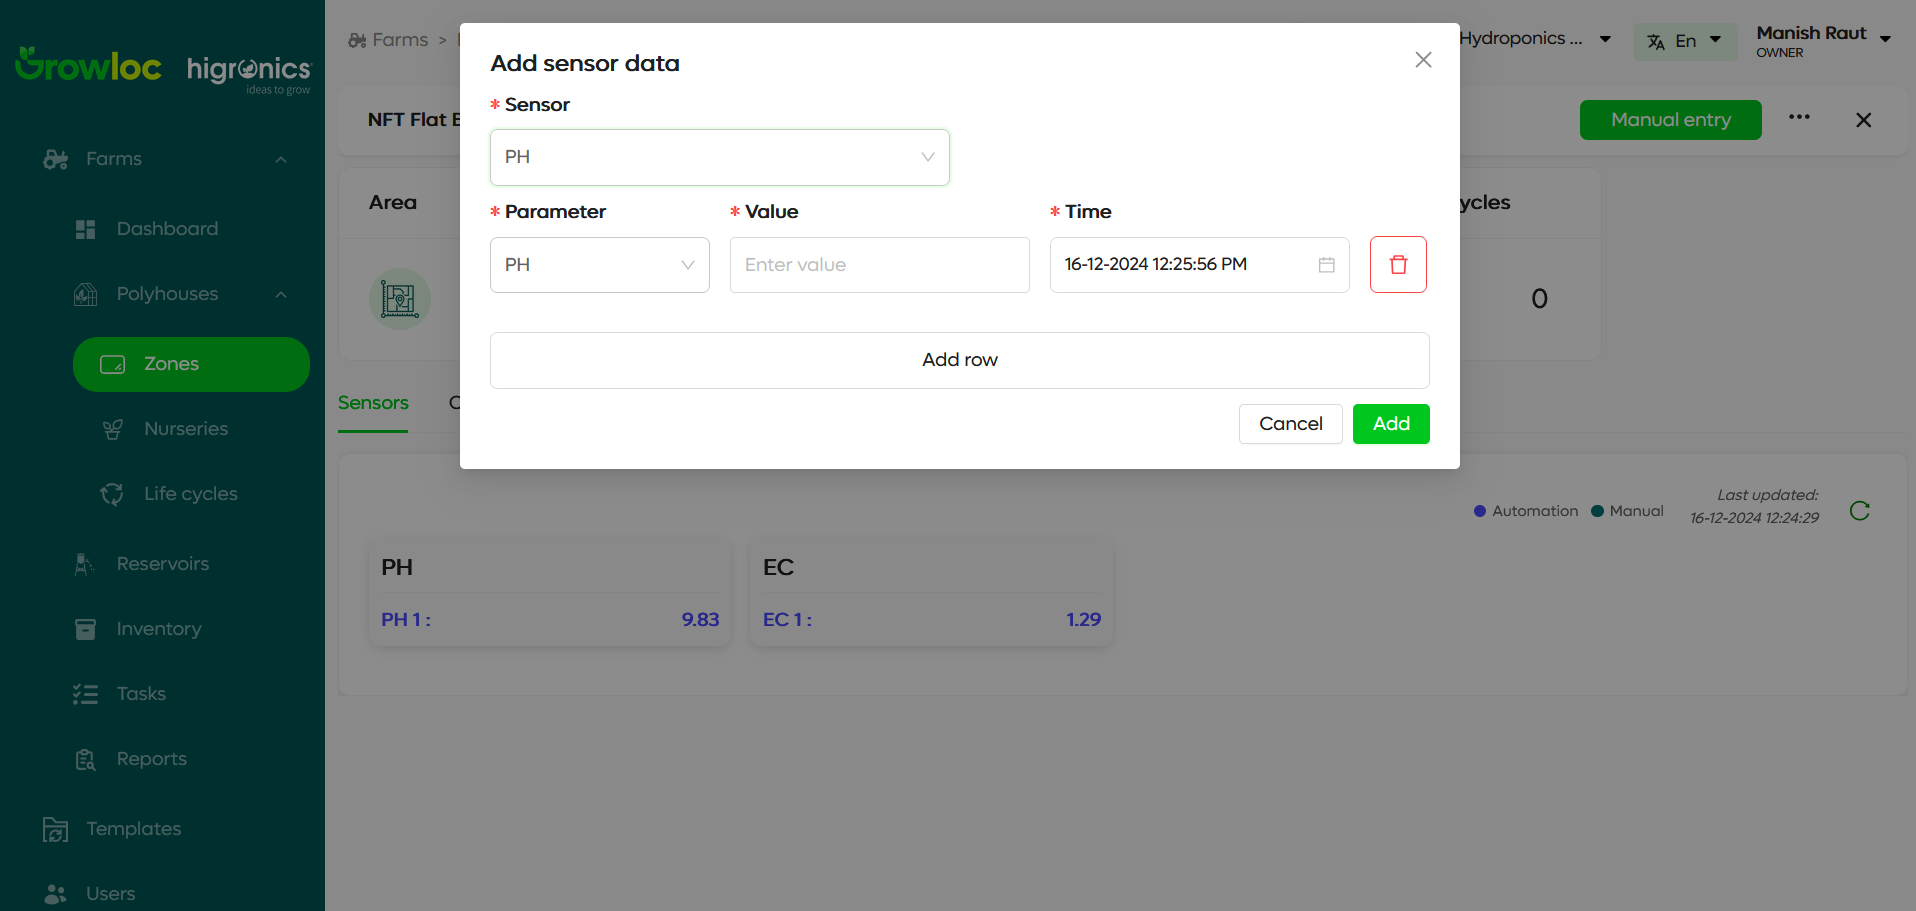 Growloc
higronics
ideas to grow
Farms
Dashboard
Polyhouses
Zones
Nurseries
Life cycles
Reservoirs
Inventory
Tasks
Reports
Templates
Users
Farms >
Hydroponics ...
En
Manish Raut
OWNER
NFT Flat
Manual entry
Area
ycles
0
Sensors
Add sensor data
* Sensor
PH
* Parameter * Value * Time
PH Enter value 16-12-2024 12:25:56 PM
Add row
Cancel Add
Automation Manual
Last updated:
16-12-2024 12:24:29
PH
PH 1 : 9.83
EC
EC 1 : 1.29